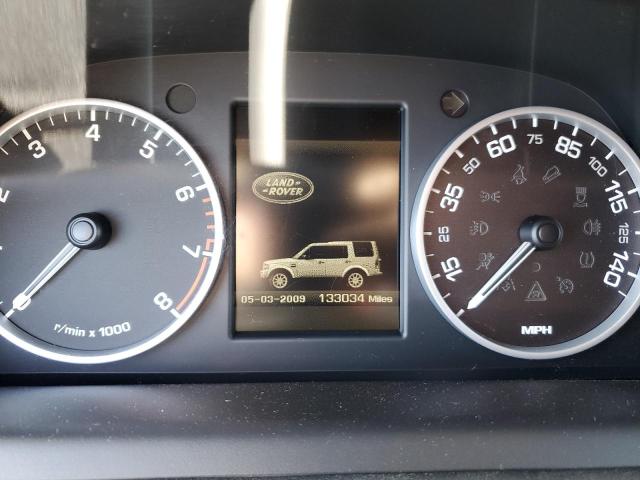 2 3 4 5 6 7 8
r/min x 1000
LAND-
-ROVER
05-03-2009 133034 Miles
15 25 35 50 60 75 85 100 115 125 140
MPH